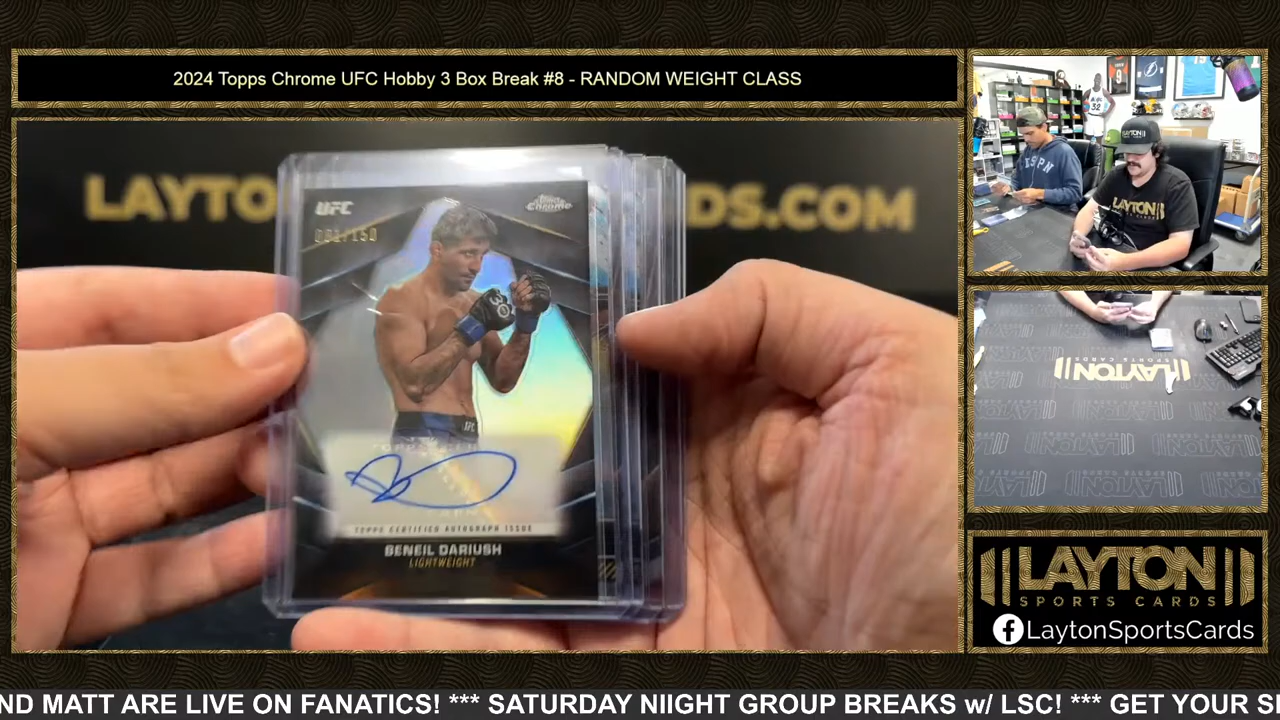 2024 Topps Chrome UFC Hobby 3 Box Break #8 - RANDOM WEIGHT CLASS
UFC
Topps Chrome
/150
TOPPS CERTIFIED AUTOGRAPH ISSUE
BENEIL DARIUSH
LIGHTWEIGHT
LAYTO
DS.COM
LAYTON
LAYTON
LAYTON
SPORTS CARDS
LaytonSportsCards
ND MATT ARE LIVE ON FANATICS! *** SATURDAY NIIGHT GROUP BREAKS w/ LSC! *** GET YOUR S